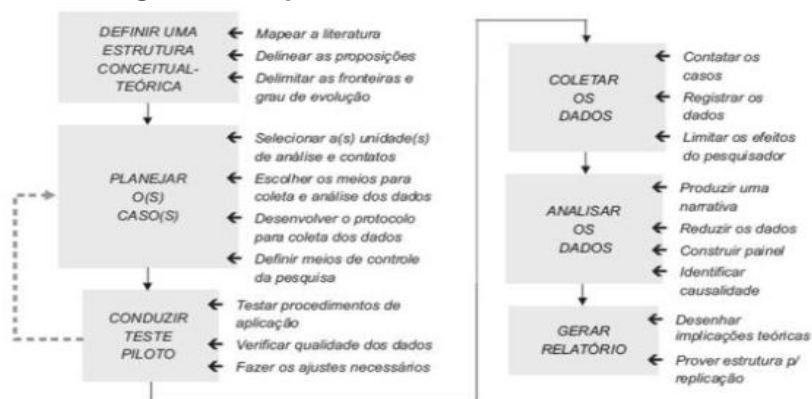 DEFINIR UMA
ESTRUTURA
CONCEITUAL-
TEÓRICA
Mapear a literatura
Delinear as proposições
Delimitar as fronteiras e
grau de evolução
PLANEJAR
O(S)
CASO(S)
Selecionar a(s) unidade(s)
de análise e contatos
Escolher os meios para
coleta e análise dos dados
Desenvolver o protocolo
para coleta dos dados
Definir meios de controle
da pesquisa
CONDUZIR
TESTE
PILOTO
Testar procedimentos de
aplicação
Verificar qualidade dos dados
Fazer os ajustes necessários
COLETAR
OS
DADOS
Contatar os
casos
Registrar os
dados
Limitar os efeitos
do pesquisador
ANALISAR
OS
DADOS
Produzir uma
narrativa
Reduzir os dados
Construir painel
Identificar
causalidade
GERAR
RELATÓRIO
Desenhar
implicações teóricas
Prover estrutura p/
replicação